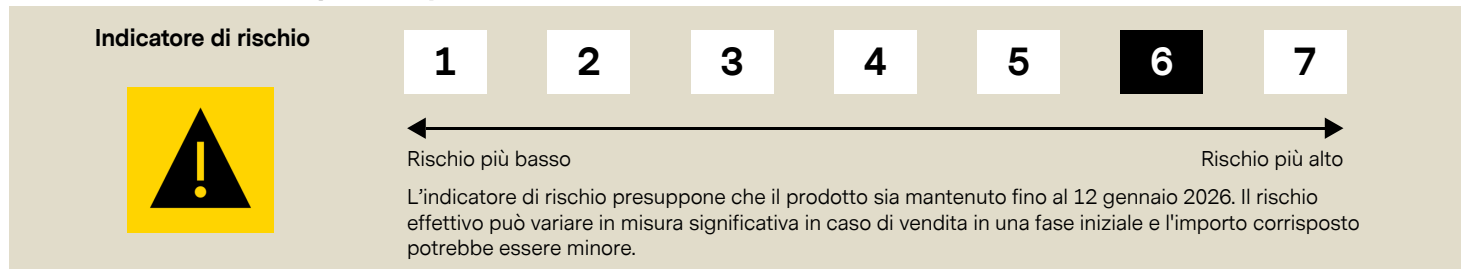 Indicatore di rischio
1 2 3 4 5 6 7
Rischio più basso Rischio più alto
L'indicatore di rischio presuppone che il prodotto sia mantenuto fino al 12 gennaio 2026. Il rischio
effettivo può variare in misura significativa in caso di vendita in una fase iniziale e l'importo corrisposto
potrebbe essere minore.